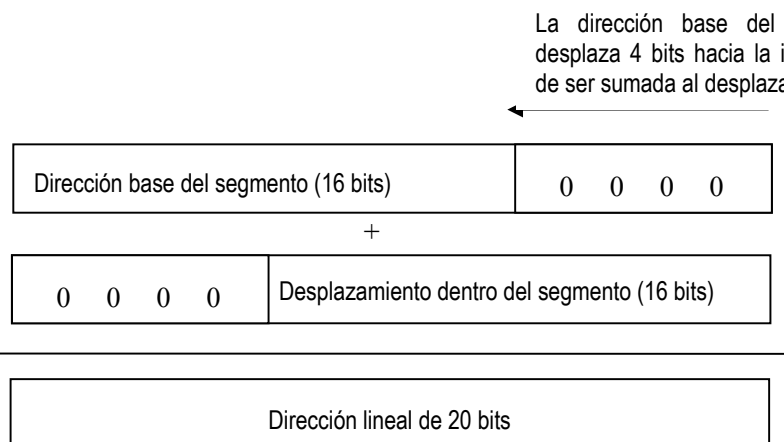 La dirección base del
desplaza 4 bits hacia la
de ser sumada al
Dirección base del segmento (16 bits) 0 0 0 0
+
0 0 0 0 Desplazamiento dentro del segmento (16 bits)
Dirección lineal de 20 bits